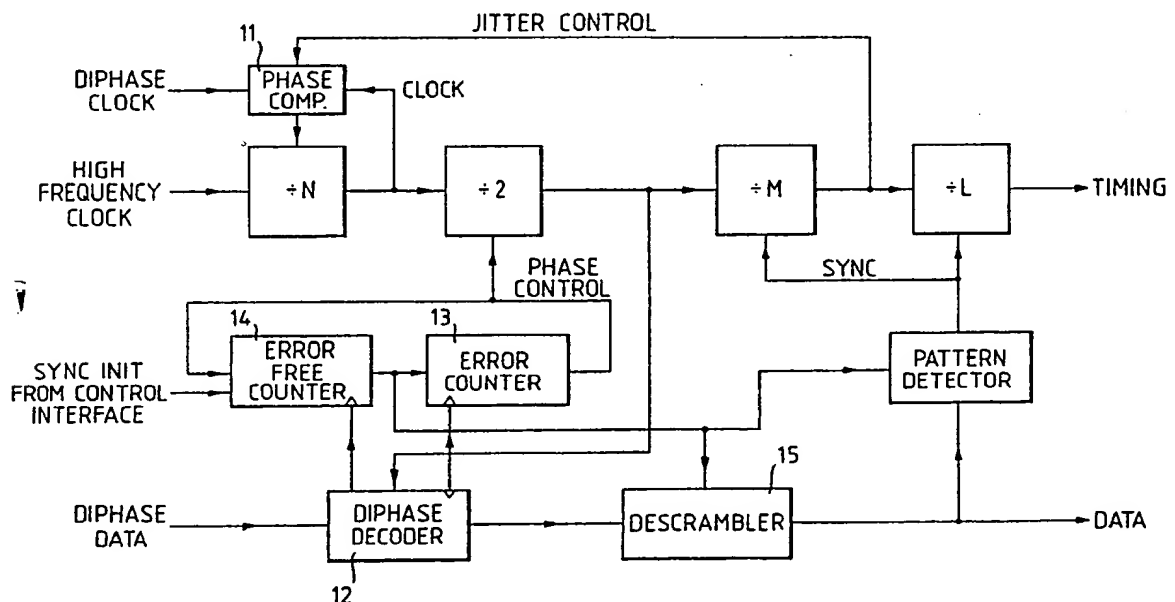 JITTER CONTROL
11
DIPHASE
CLOCK
PHASE
COMP.
CLOCK
HIGH
FREQUENCY
CLOCK
÷N
÷2
÷M
÷L
TIMING
PHASE
CONTROL
SYNC
14
13
SYNC INIT
FROM CONTROL
INTERFACE
ERROR
FREE
COUNTER
ERROR
COUNTER
PATTERN
DETECTOR
15
DIPHASE
DATA
DIPHASE
DECODER
DESCRAMBLER
DATA
12